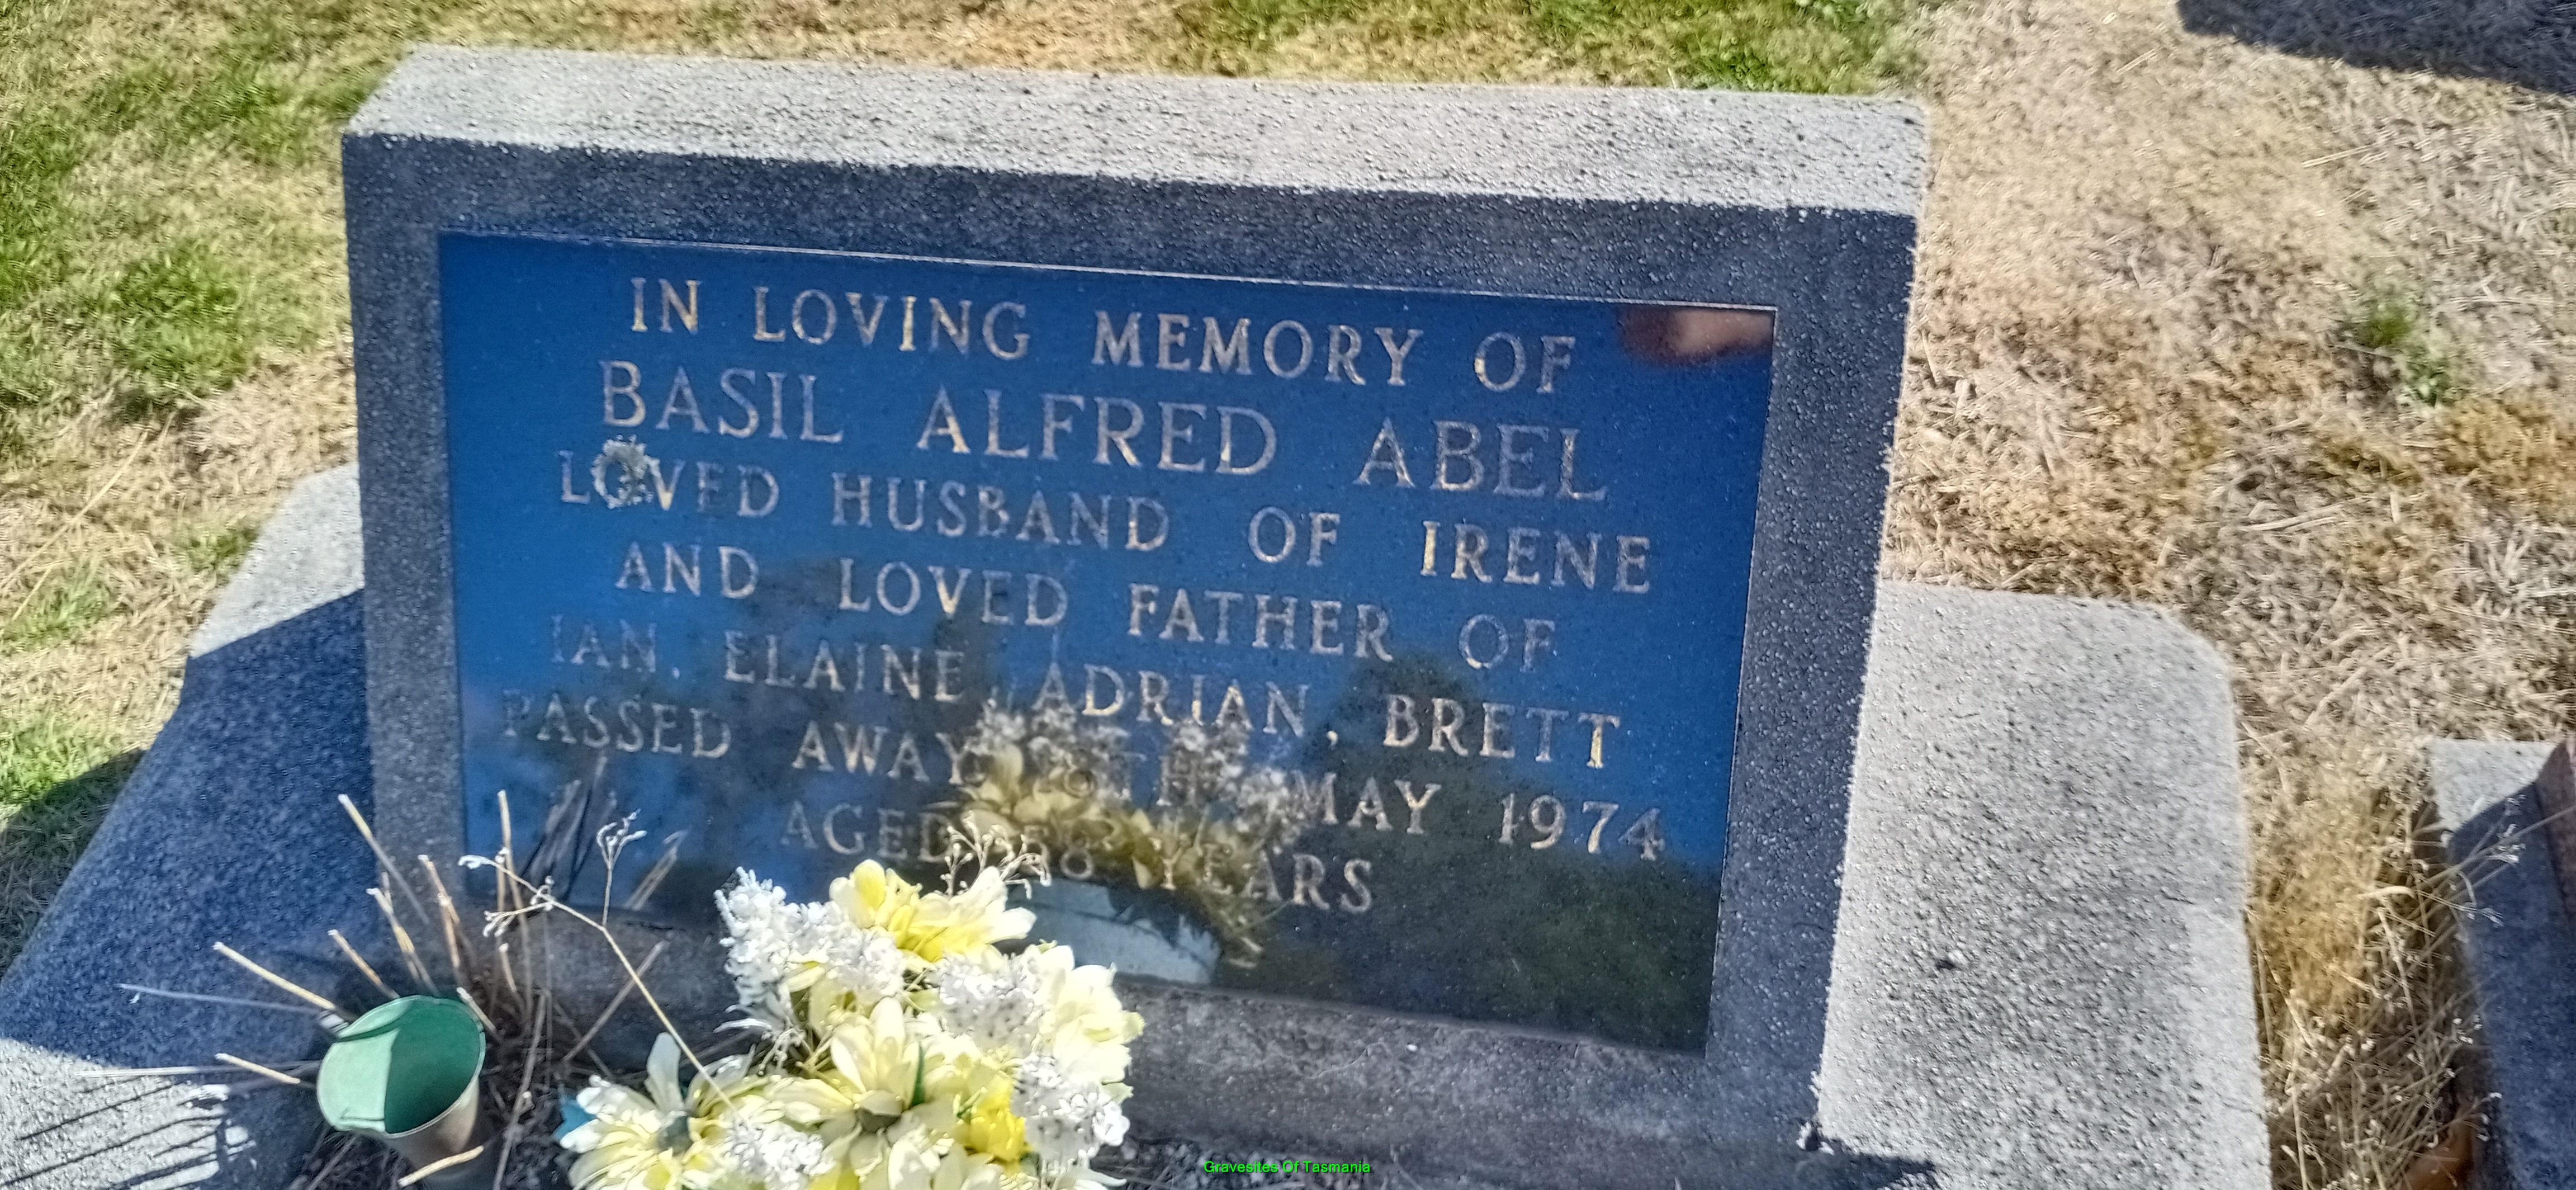 IN LOVING MEMORY OF
BASIL ALFRED ABEL
LOVED HUSBAND OF IRENE
AND LOVED FATHER OF
IAN, ELAINE, ADRIAN, BRETT
PASSED AWAY MAY 1974
AGED YEARS
Gravesites Of Tasmania